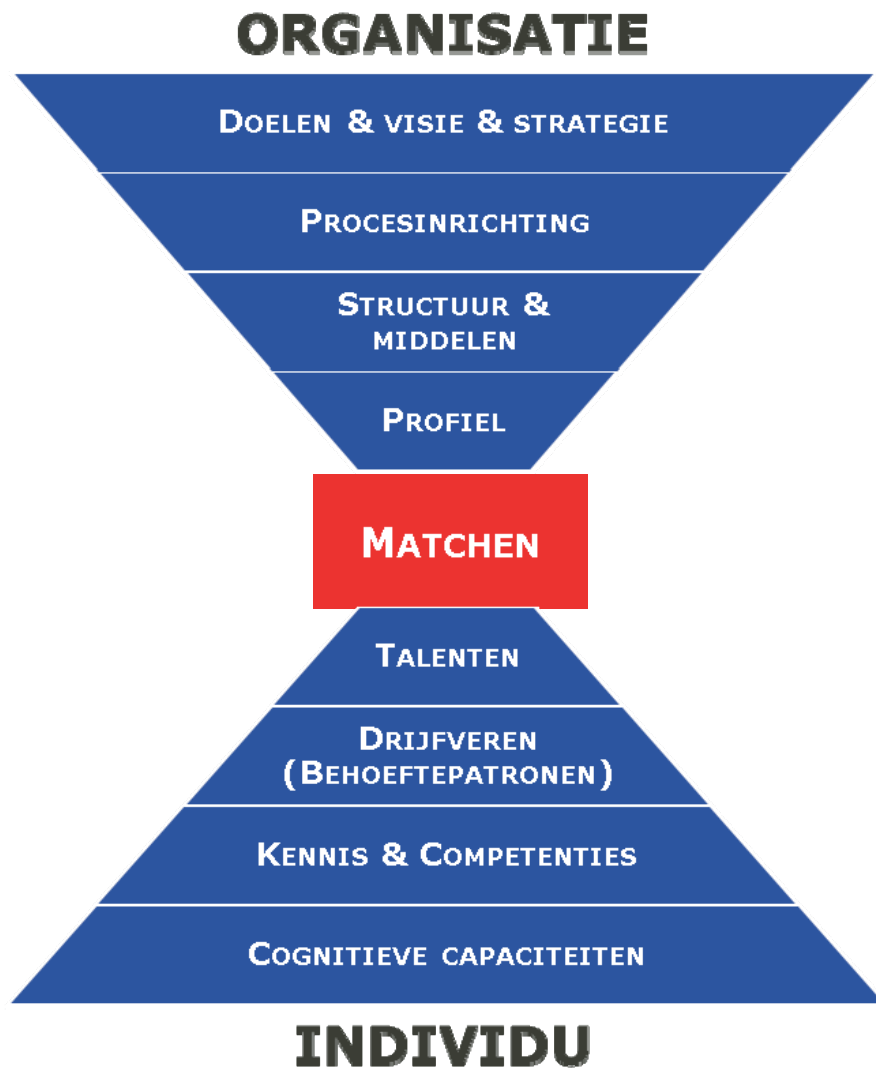 ORGANISATIE
DOELEN & VISIE & STRATEGIE
PROCESINRICHTING
STRUCTUUR &
MIDDELEN
PROFIEL
MATCHEN
TALENTEN
DRIJFVEREN
(BEHOEFTEPATRONEN)
KENNIS & COMPETENTIES
COGNITIEVE CAPACITEITEN
INDIVIDU